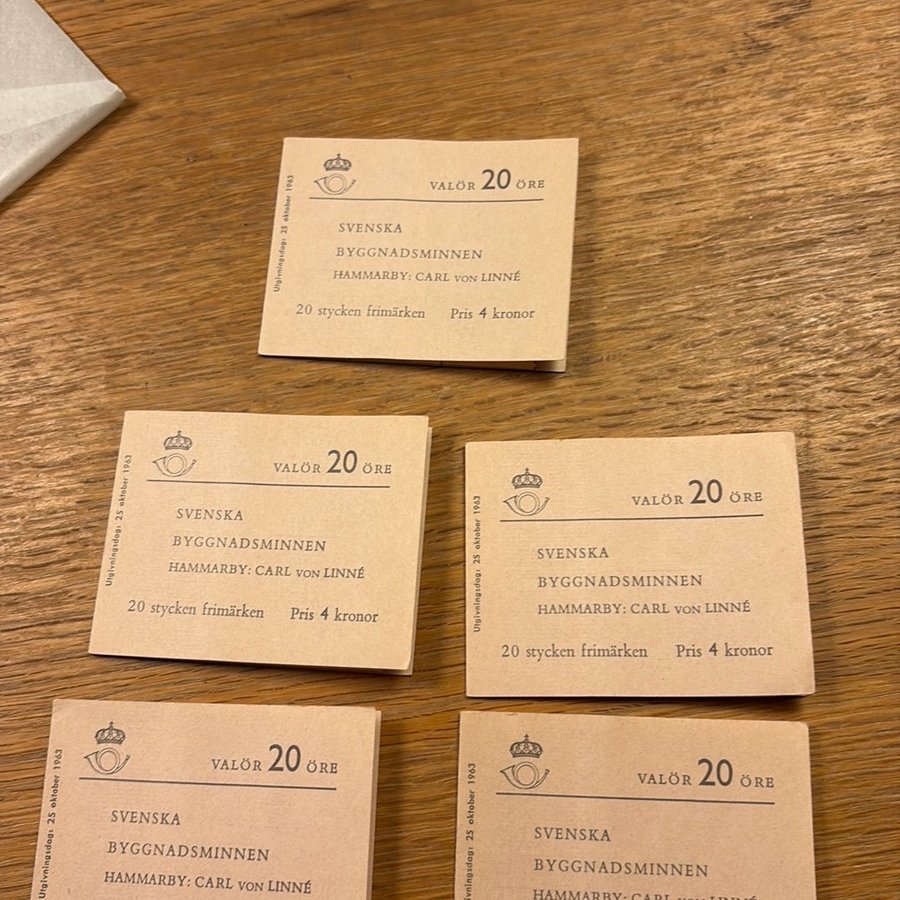 Utgivningsdag: 25 oktober 1963
VALÖR 20 ÖRE
SVENSKA
BYGGNADSMINNEN
HAMMARBY: CARL VON LINNÉ
20 stycken frimärken Pris 4 kronor
Utgivningsdag: 25 oktober 1963
VALÖR 20 ÖRE
SVENSKA
BYGGNADSMINNEN
HAMMARBY: CARL VON LINNÉ
20 stycken frimärken Pris 4 kronor
Utgivningsdag: 25 oktober 1963
VALÖR 20 ÖRE
SVENSKA
BYGGNADSMINNEN
HAMMARBY: CARL VON LINNÉ
20 stycken frimärken Pris 4 kronor
Utgivningsdag: 25 oktober 1963
VALÖR 20 ÖRE
SVENSKA
BYGGNADSMINNEN
HAMMARBY: CARL VON LINNÉ
Utgivningsdag: 25 oktober 1963
VALÖR 20 ÖRE
SVENSKA
BYGGNADSMINNEN
HAMMARBY: CARL VON LINNÉ